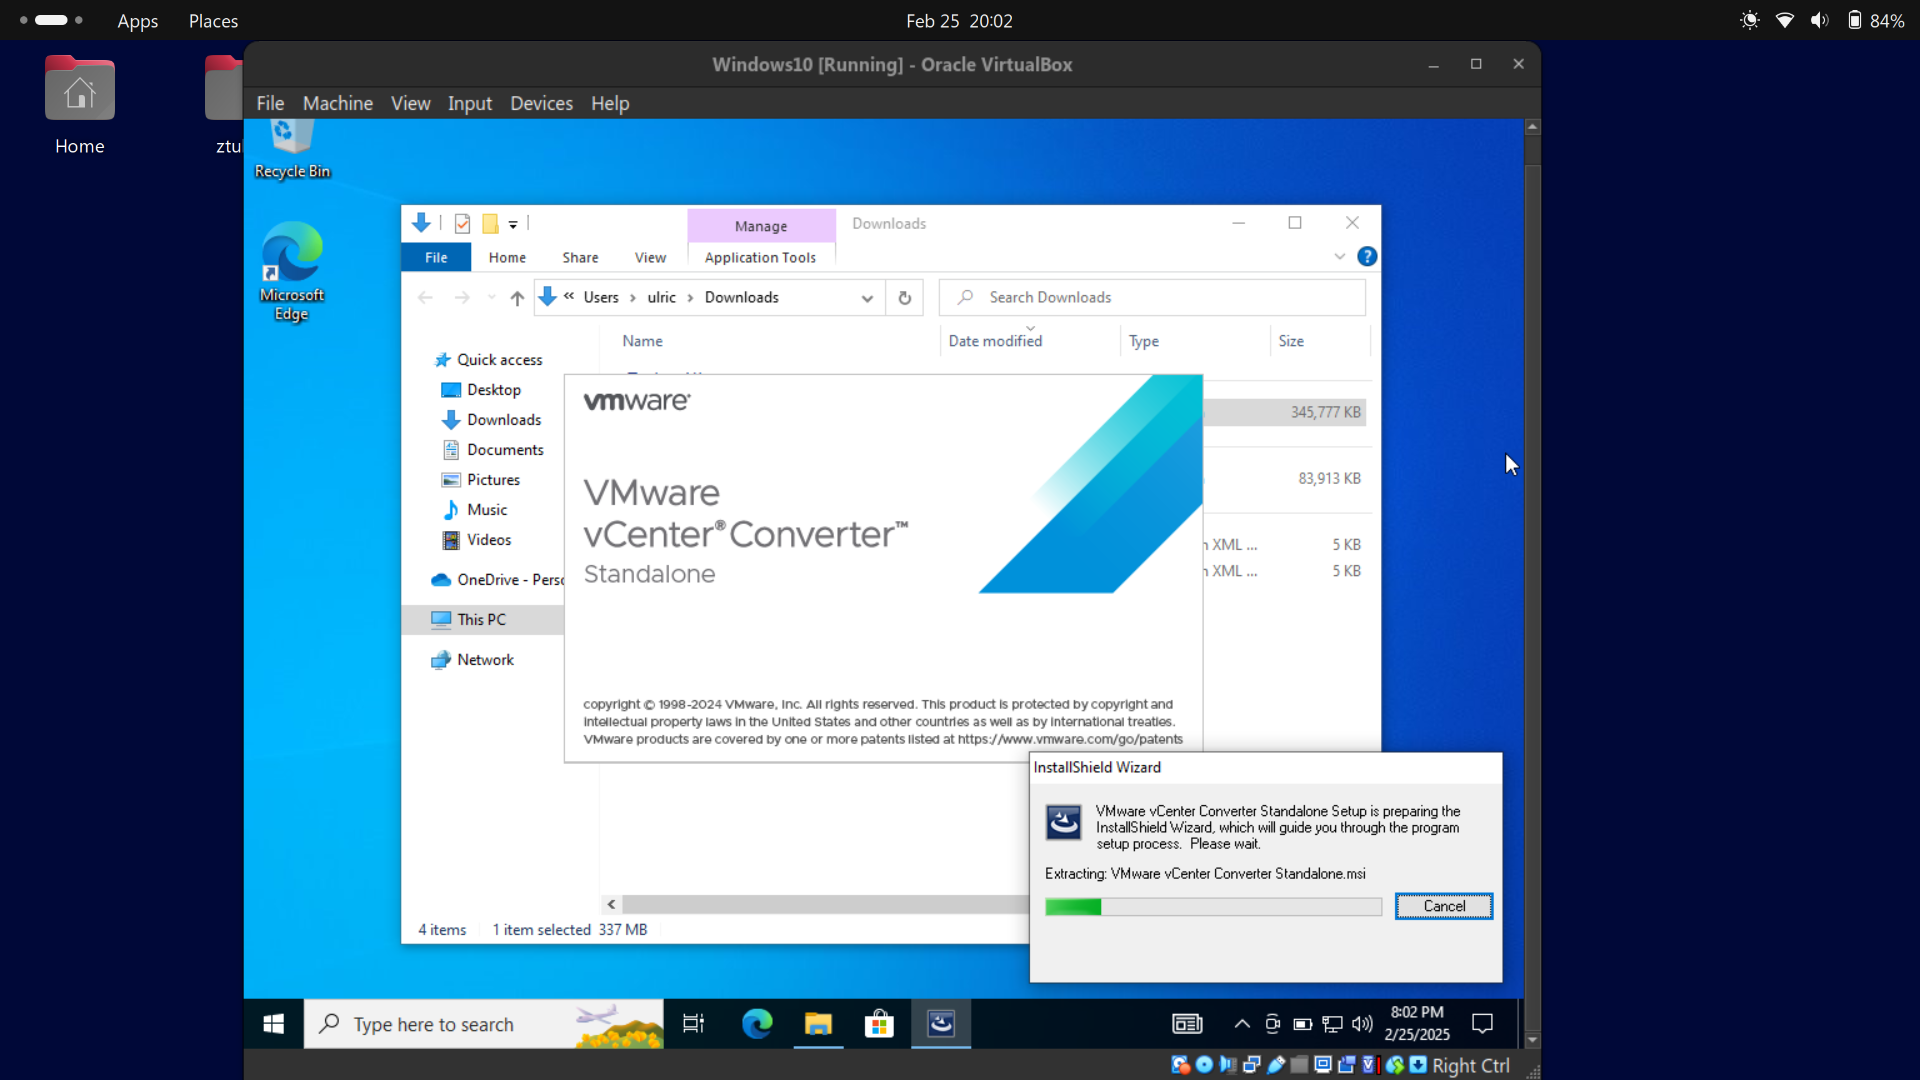 Apps Places Feb 25 20:02 84%
Home
Windows10 [Running] - Oracle VirtualBox
File Machine View Input Devices Help
Recycle Bin
Microsoft
Edge
Manage Downloads
File Home Share View Application Tools
« Users › ulric › Downloads Search Downloads
Name Date modified Type Size
Quick access
Desktop
Downloads
Documents
Pictures
Music
Videos
OneDrive - Perso
This PC
Network
345,777 KB
83,913 KB
XML ... 5 KB
XML ... 5 KB
vmware®
VMware
vCenter® Converter™
Standalone
copyright © 1998-2024 VMware, Inc. All rights reserved. This product is protected by copyright and
intellectual property laws in the United States and other countries as well as by international treaties.
VMware products are covered by one or more patents listed at https://www.vmware.com/go/patents
InstallShield Wizard
VMware vCenter Converter Standalone Setup is preparing the
InstallShield Wizard, which will guide you through the program
setup process. Please wait.
Extracting: VMware vCenter Converter Standalone.msi
Cancel
4 items 1 item selected 337 MB
Type here to search
8:02 PM
2/25/2025
Right Ctrl